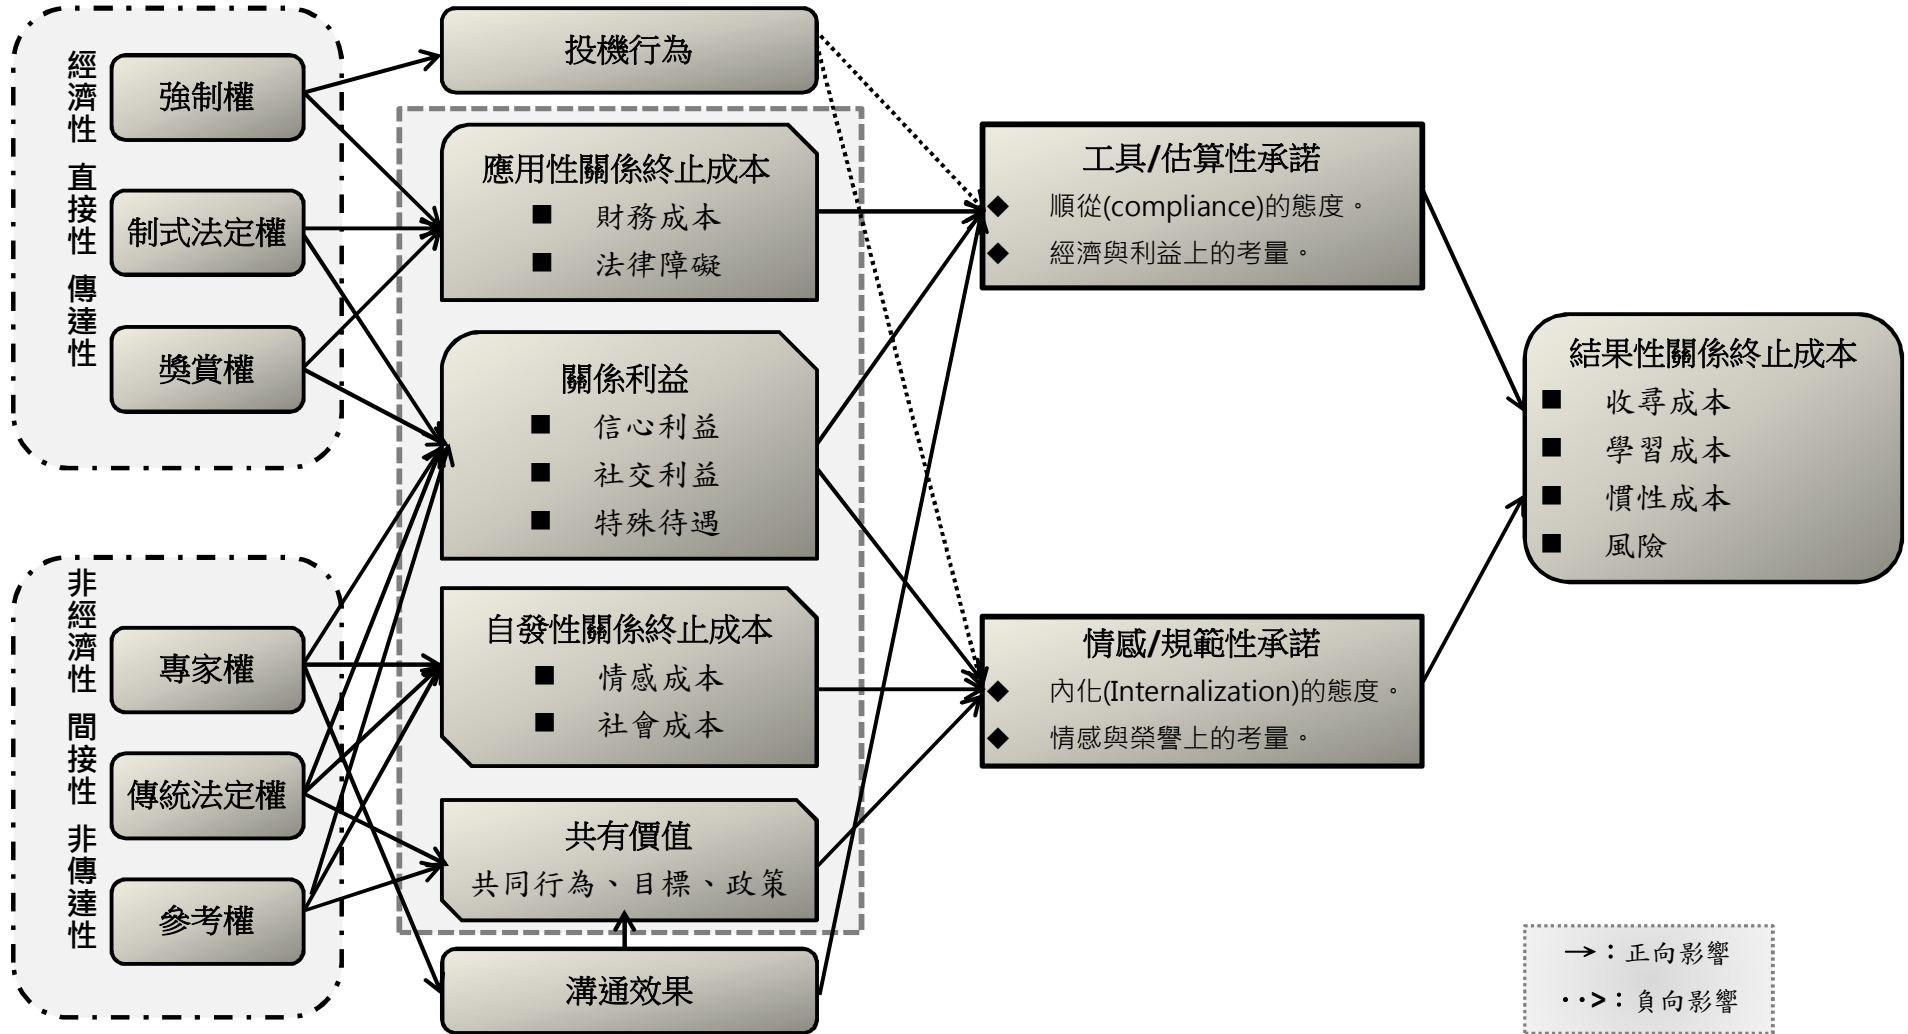 經濟性 直接性 傳達性
強制權
制式法定權
獎賞權
非經濟性 間接性 非傳達性
專家權
傳統法定權
參考權
投機行為
應用性關係終止成本
■ 財務成本
■ 法律障礙
關係利益
■ 信心利益
■ 社交利益
■ 特殊待遇
自發性關係終止成本
■ 情感成本
■ 社會成本
共有價值
共同行為、目標、政策
溝通效果
工具/估算性承諾
◆ 順從(compliance)的態度。
◆ 經濟與利益上的考量。
情感/規範性承諾
◆ 內化(Internalization)的態度。
◆ 情感與榮譽上的考量。
結果性關係終止成本
■ 收尋成本
■ 學習成本
■ 慣性成本
■ 風險
→：正向影響
‥>：負向影響